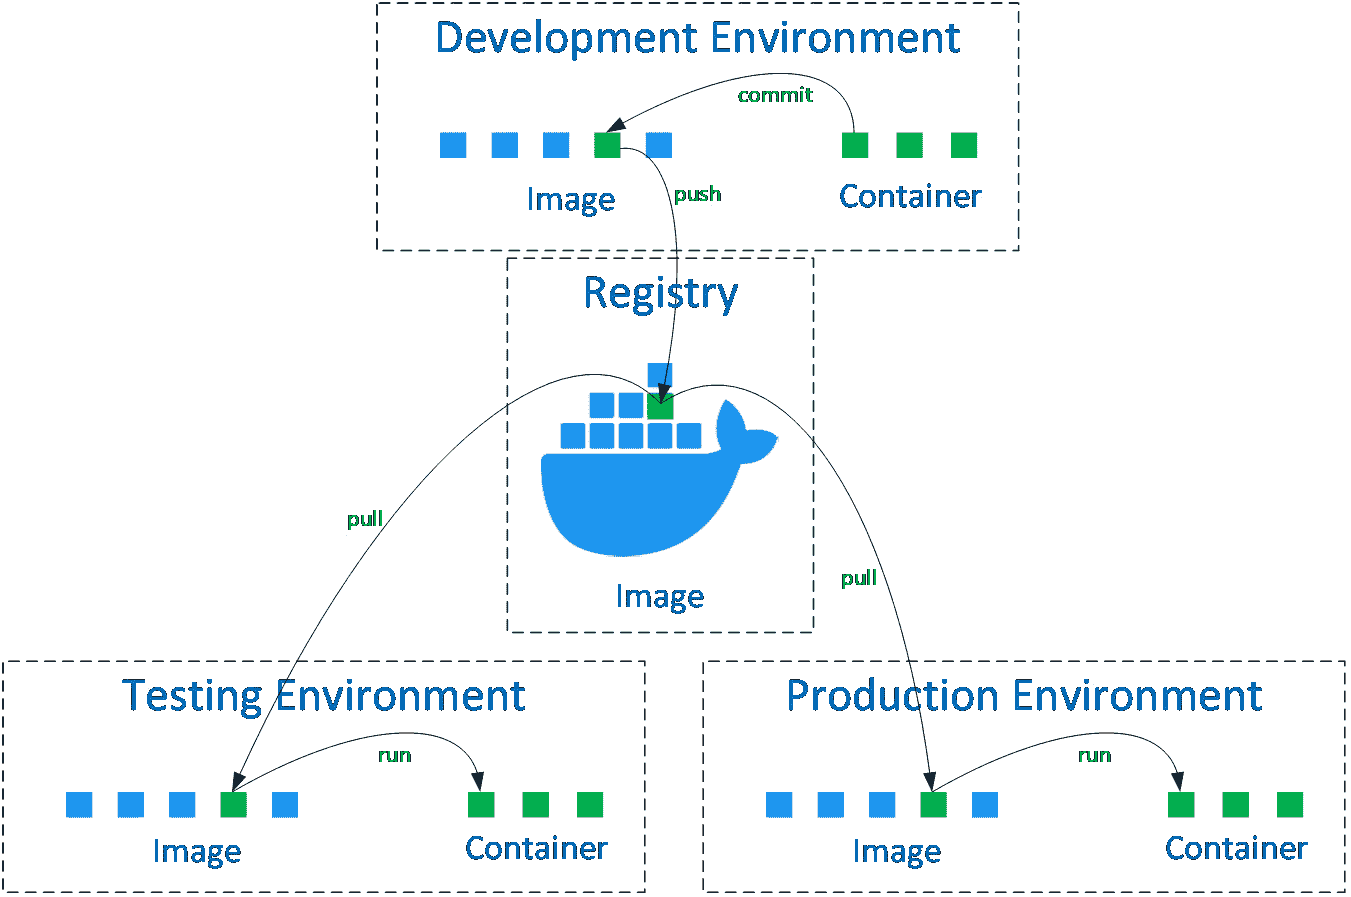 Development Environment
commit
Image
push
Container
Registry
pull
pull
Image
Testing Environment
run
Image
Container
Production Environment
run
Image
Container